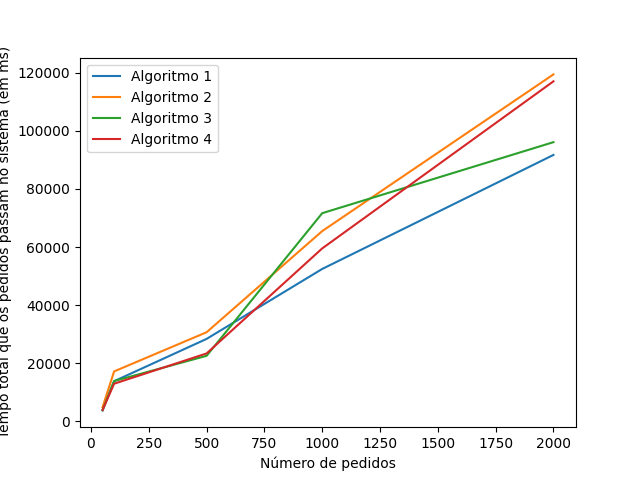 Tempo total que os pedidos passam no sistema (em ms)
120000
100000
80000
60000
40000
20000
0
Algoritmo 1
Algoritmo 2
Algoritmo 3
Algoritmo 4
0 250 500 750 1000 1250 1500 1750 2000
Número de pedidos